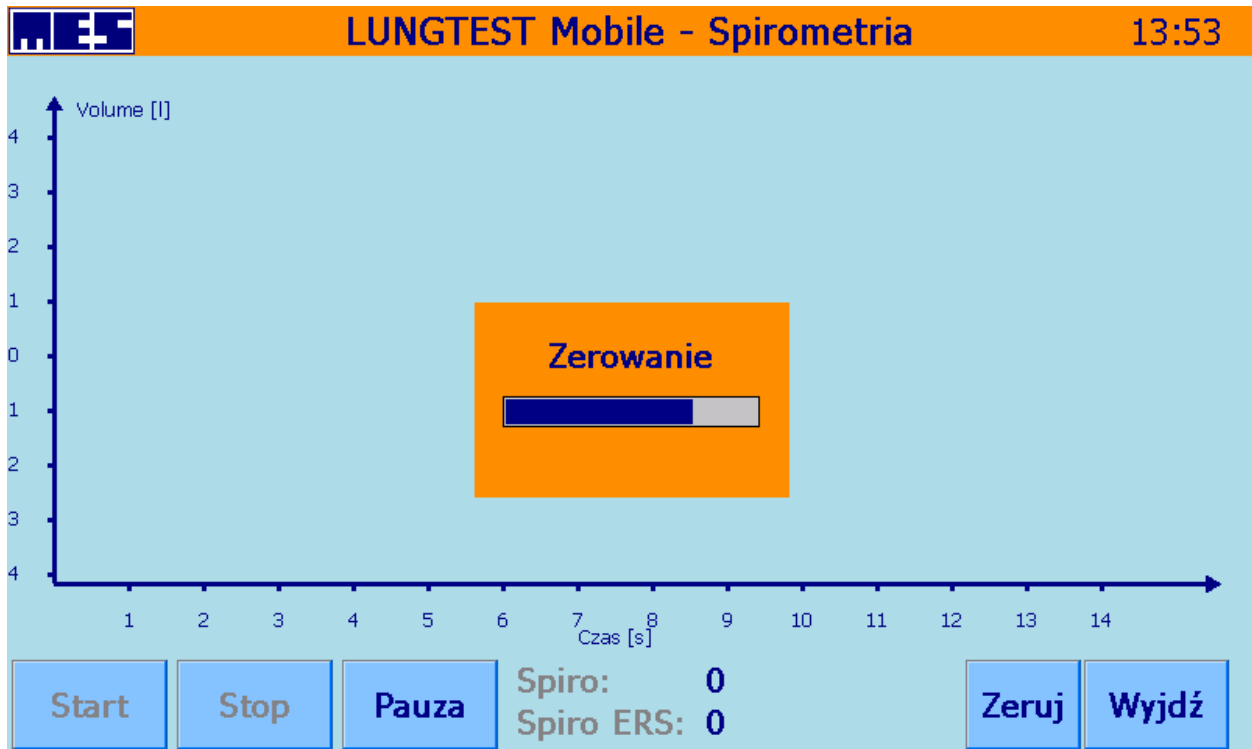 MES LUNGTEST Mobile - Spirometria 13:53
Volume [l]
4
3
2
1
0
1
2
3
4
Zerowanie
1 2 3 4 5 6 7 8 9 10 11 12 13 14
Czas [s]
Start Stop Pauza
Spiro: 0
Spiro ERS: 0
Zeruj Wyjdź